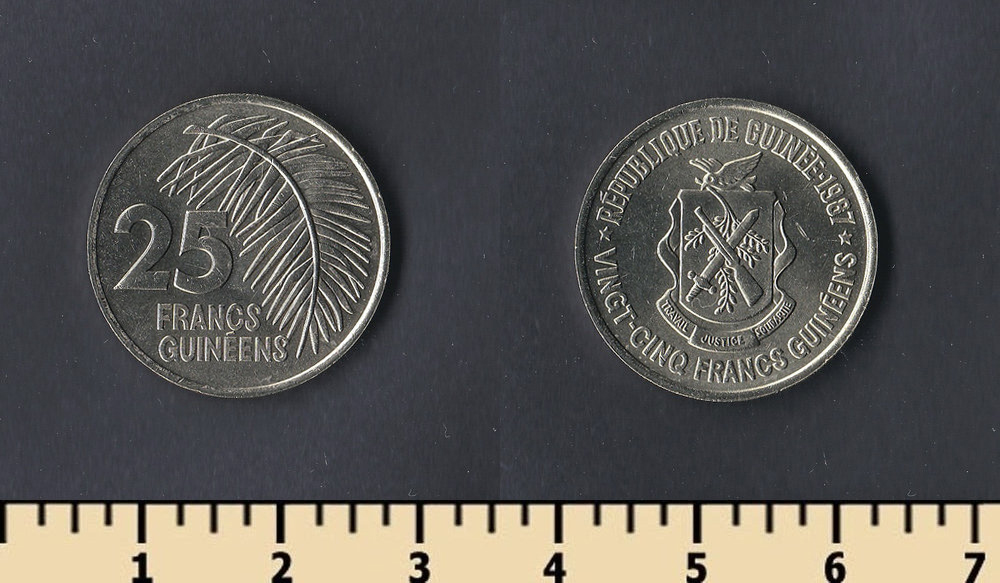 25
FRANCS
GUINÉENS
★ RÉPUBLIQUE DE GUINÉE·1987 ★
VINGT-CINQ FRANCS GUINÉENS
TRAVAIL JUSTICE SOLIDARITÉ
1 2 3 4 5 6 7